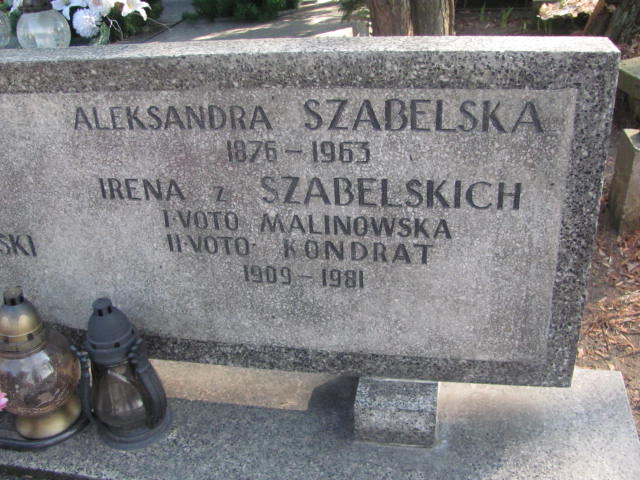 ALEKSANDRA SZABELSKA
1876-1963
IRENA z SZABELSKICH
I-VOTO MALINOWSKA
SKI
II-VOTO KONDRAT
1909-1981